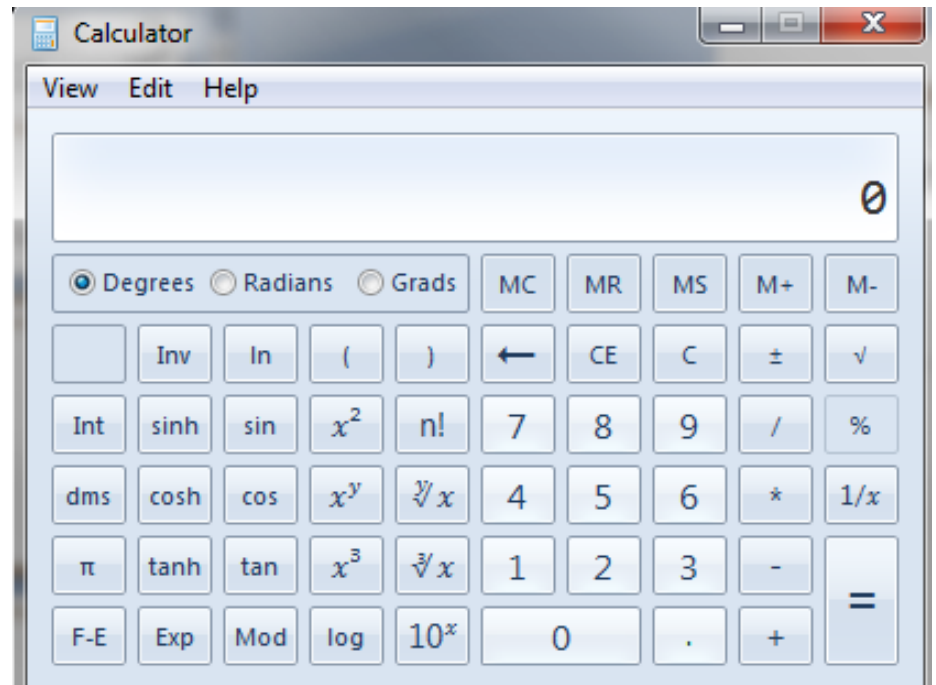 Calculator
View Edit Help
0
Degrees Radians Grads MC MR MS M+ M-
Inv ln ( ) ← CE C ± √
Int sinh sin x² n! 7 8 9 / %
dms cosh cos xʸ ʸ√x 4 5 6 * 1/x
π tanh tan x³ ³√x 1 2 3 - =
F-E Exp Mod log 10ˣ 0 . +